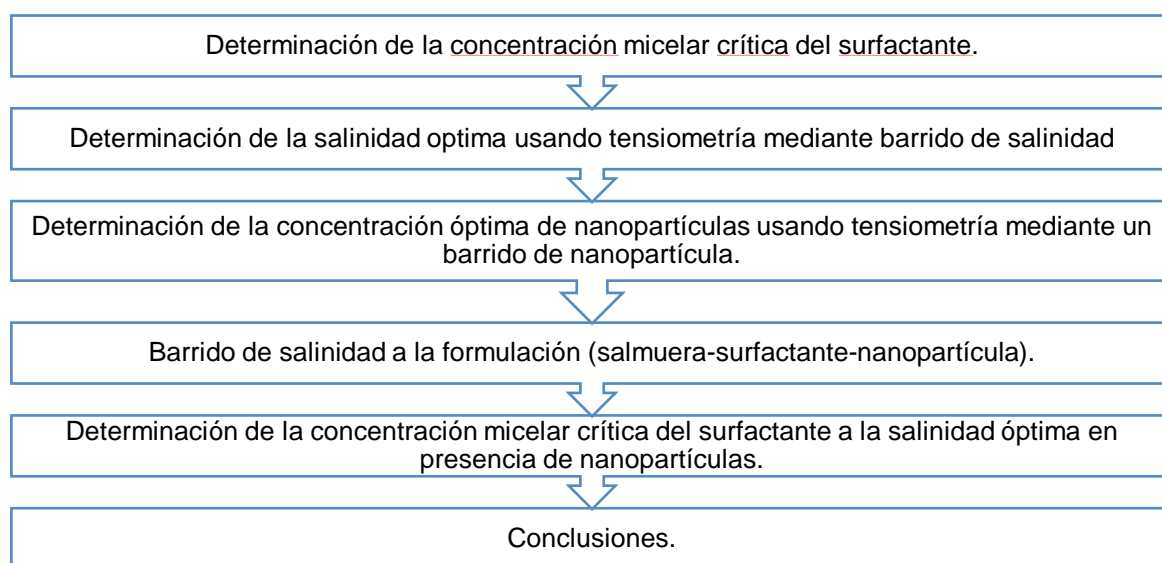 Determinación de la concentración micelar crítica del surfactante.
Determinación de la salinidad optima usando tensiometría mediante barrido de salinidad
Determinación de la concentración óptima de nanopartículas usando tensiometría mediante un
barrido de nanopartícula.
Barrido de salinidad a la formulación (salmuera-surfactante-nanopartícula).
Determinación de la concentración micelar crítica del surfactante a la salinidad óptima en
presencia de nanopartículas.
Conclusiones.